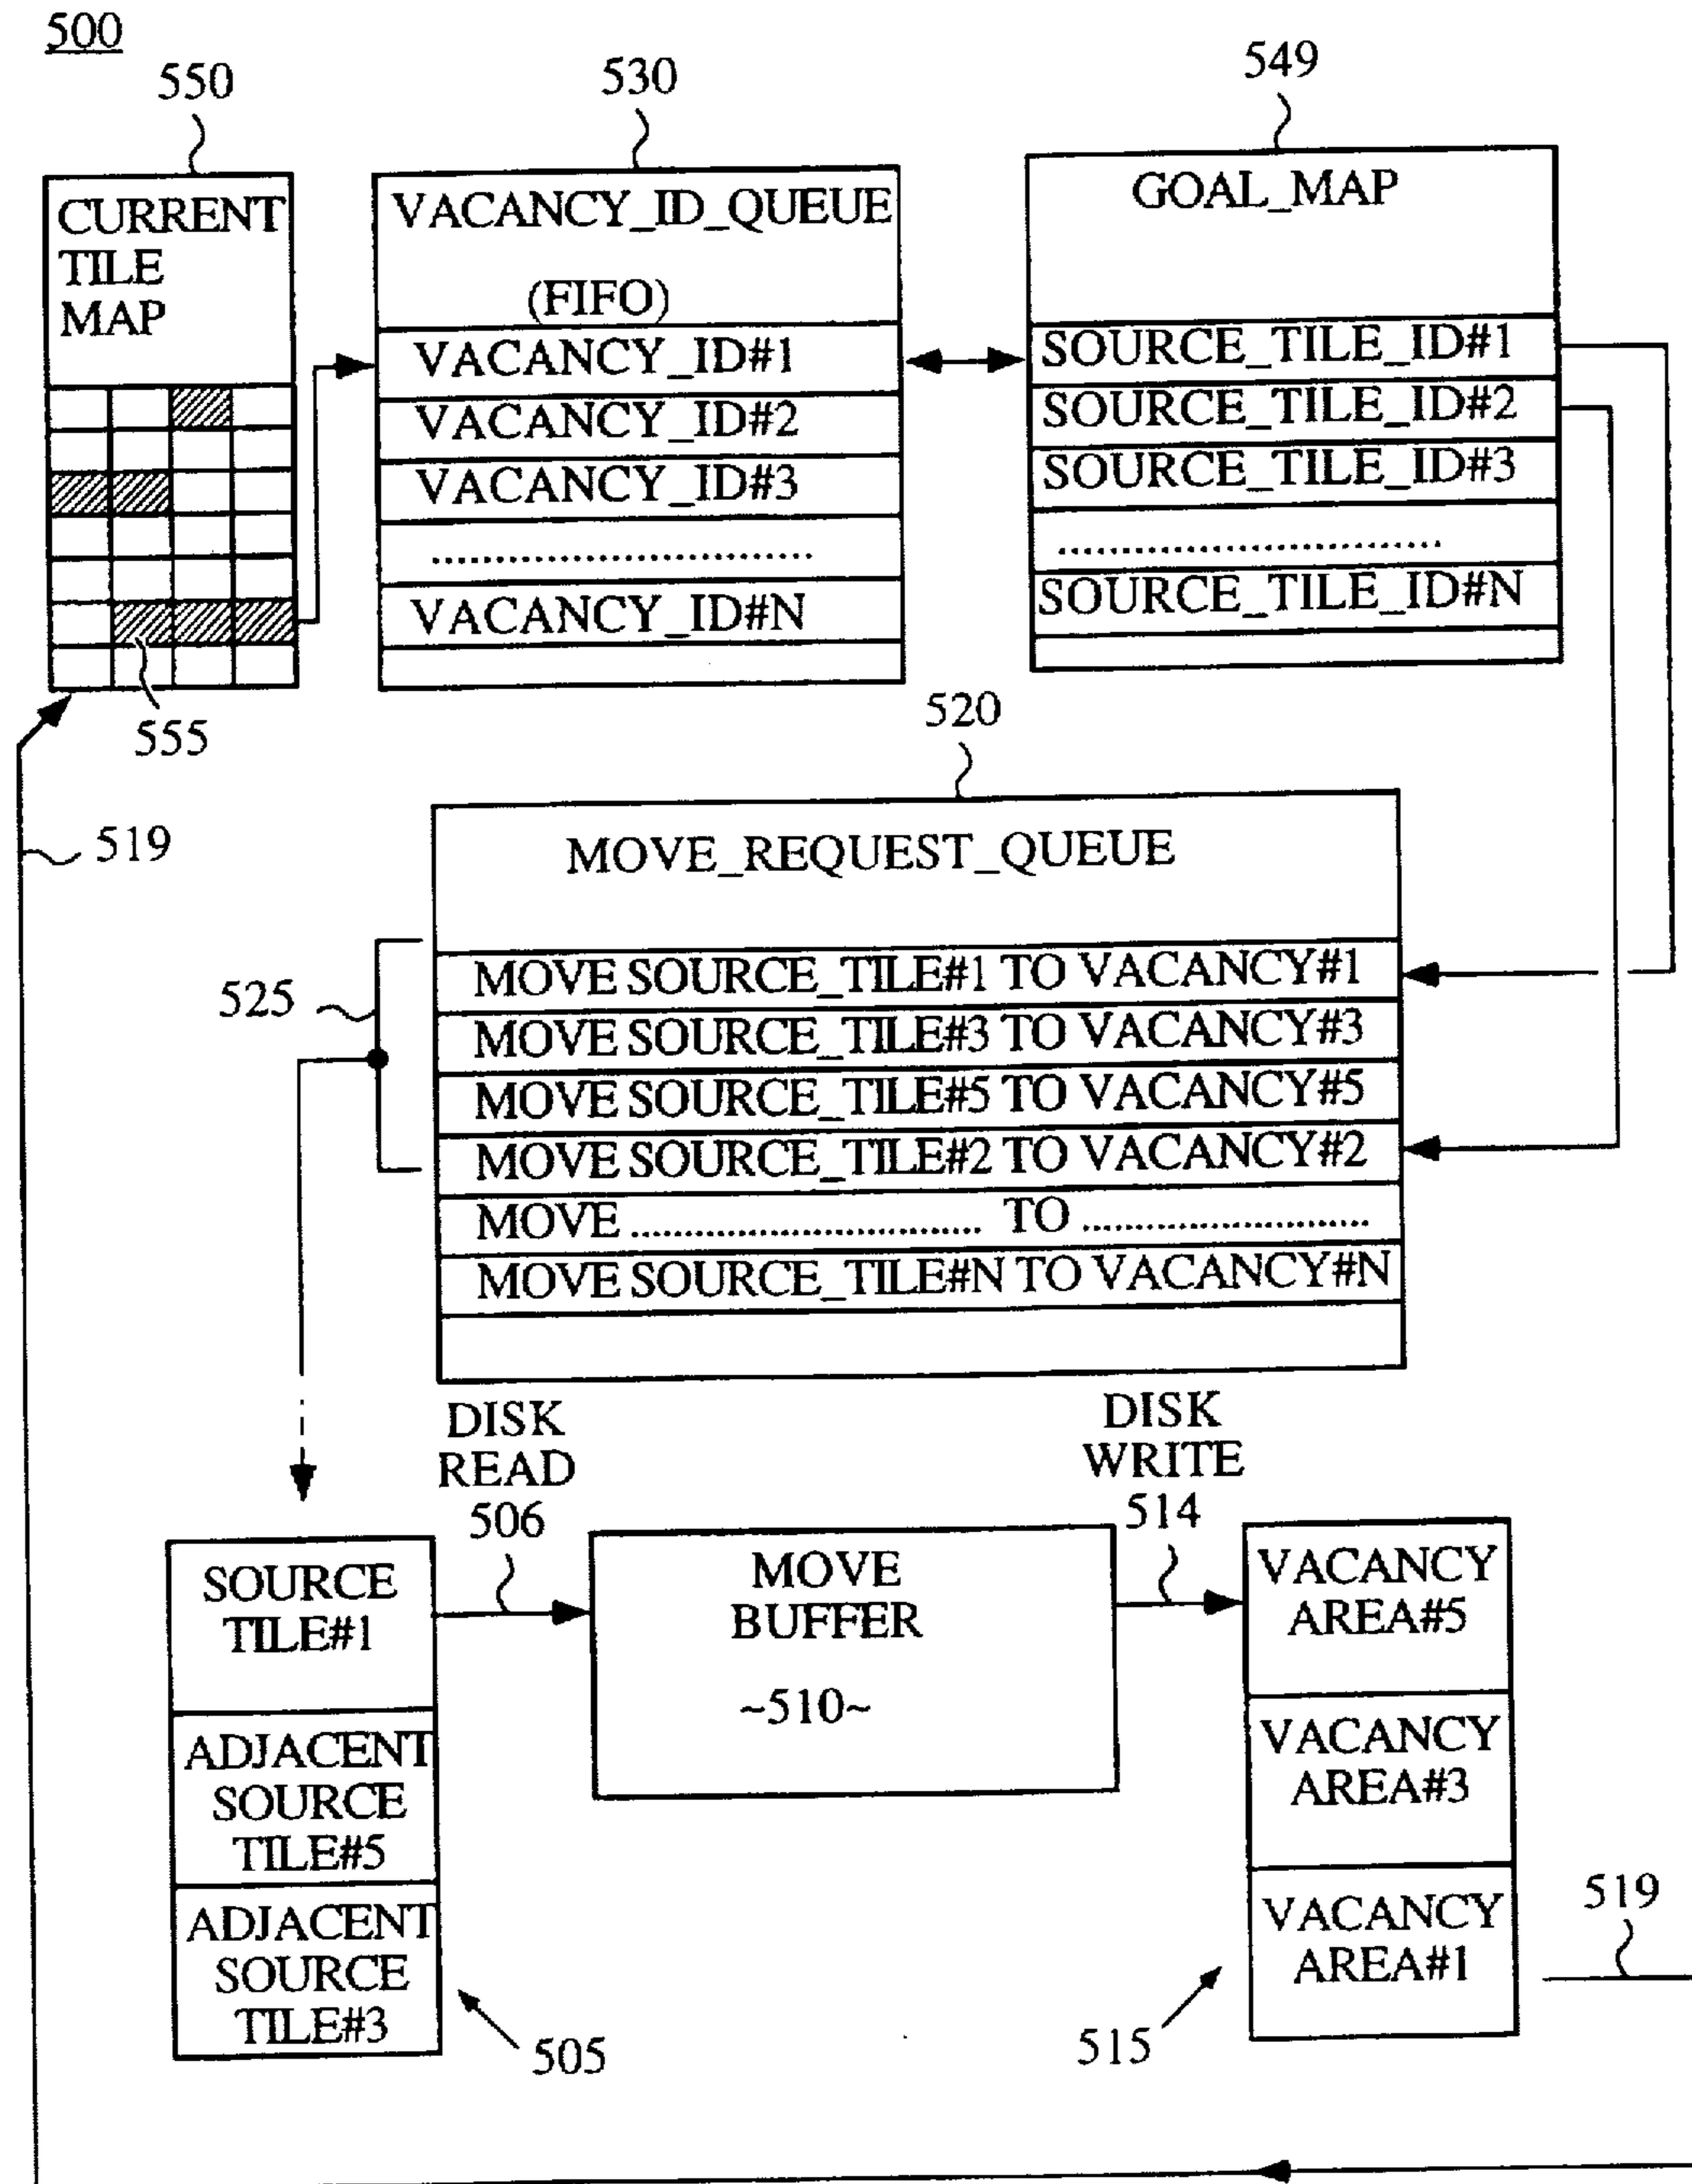 500
550
530
549
CURRENT
TILE
MAP
VACANCY_ID_QUEUE
(FIFO)
VACANCY_ID#1
VACANCY_ID#2
VACANCY_ID#3
................................
VACANCY_ID#N
GOAL_MAP
SOURCE_TILE_ID#1
SOURCE_TILE_ID#2
SOURCE_TILE_ID#3
................................
SOURCE_TILE_ID#N
555
520
519
MOVE_REQUEST_QUEUE
525
MOVE SOURCE_TILE#1 TO VACANCY#1
MOVE SOURCE_TILE#3 TO VACANCY#3
MOVE SOURCE_TILE#5 TO VACANCY#5
MOVE SOURCE_TILE#2 TO VACANCY#2
MOVE ................................ TO ..........................
MOVE SOURCE_TILE#N TO VACANCY#N
DISK
READ
506
DISK
WRITE
514
SOURCE
TILE#1
ADJACENT
SOURCE
TILE#5
ADJACENT
SOURCE
TILE#3
505
MOVE
BUFFER
~510~
VACANCY
AREA#5
VACANCY
AREA#3
VACANCY
AREA#1
515
519